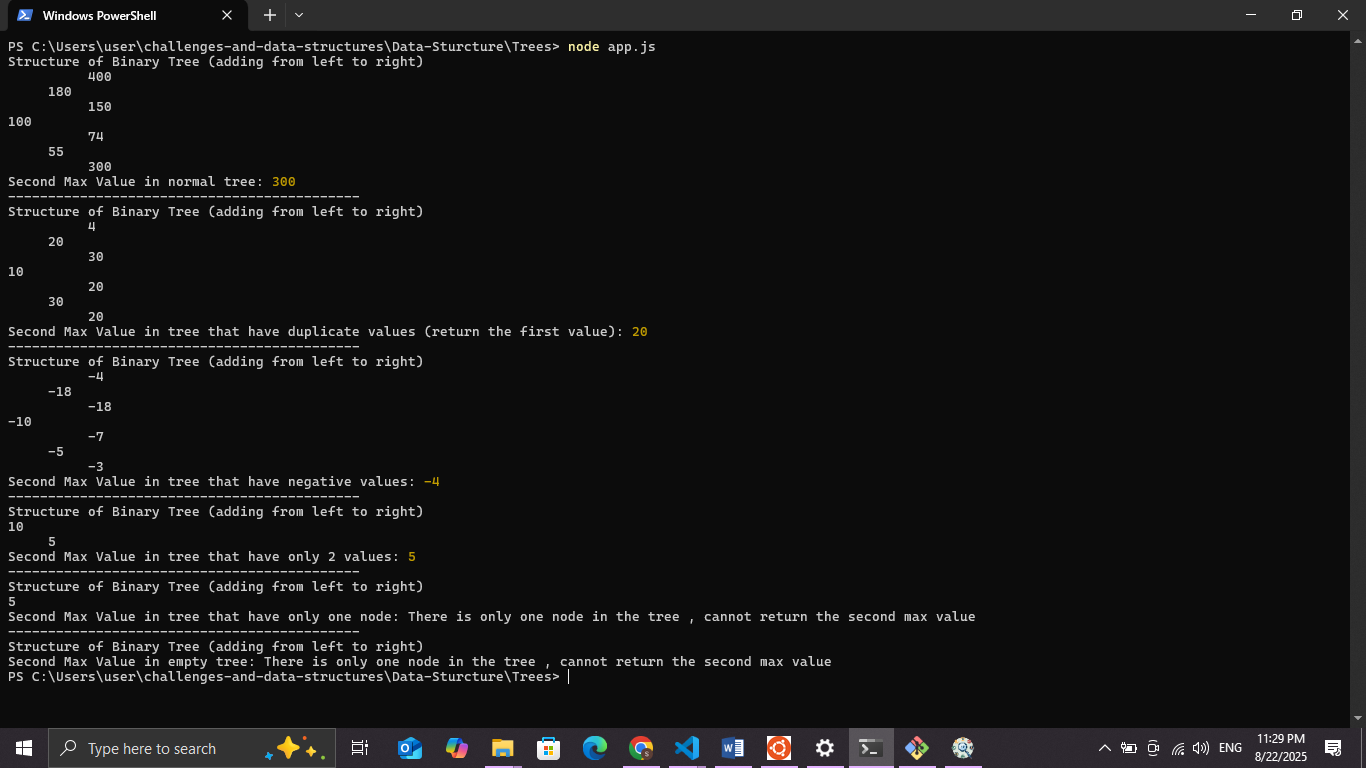 Windows PowerShell
PS C:\Users\user\challenges-and-data-structures\Data-Sturcture\Trees> node app.js
Structure of Binary Tree (adding from left to right)
400
180
150
100
74
55
300
Second Max Value in normal tree: 300
--------------------------------------------
Structure of Binary Tree (adding from left to right)
4
20
30
10
20
30
20
Second Max Value in tree that have duplicate values (return the first value): 20
--------------------------------------------
Structure of Binary Tree (adding from left to right)
-4
-18
-18
-10
-7
-5
-3
Second Max Value in tree that have negative values: -4
--------------------------------------------
Structure of Binary Tree (adding from left to right)
10
5
Second Max Value in tree that have only 2 values: 5
--------------------------------------------
Structure of Binary Tree (adding from left to right)
5
Second Max Value in tree that have only one node: There is only one node in the tree , cannot return the second max value
--------------------------------------------
Structure of Binary Tree (adding from left to right)
Second Max Value in empty tree: There is only one node in the tree , cannot return the second max value
PS C:\Users\user\challenges-and-data-structures\Data-Sturcture\Trees>
Type here to search
ENG
11:29 PM
8/22/2025